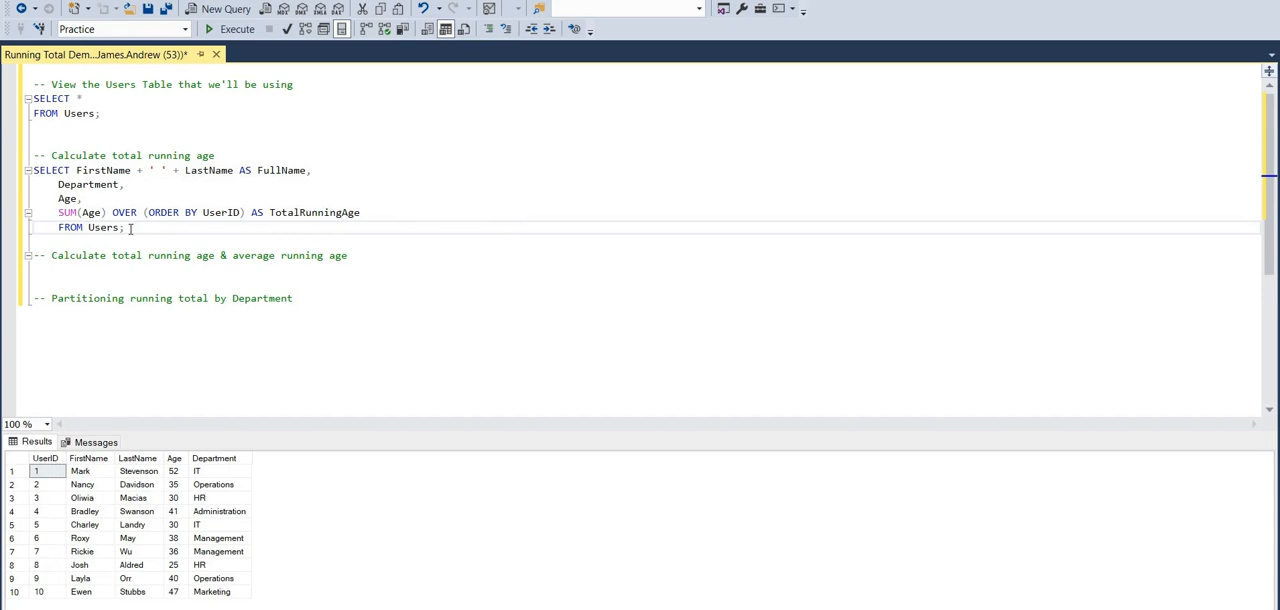 New Query
Practice
Execute
Running Total Dem...James.Andrew (53))*
-- View the Users Table that we'll be using
SELECT *
FROM Users;
-- Calculate total running age
SELECT FirstName + ' ' + LastName AS FullName,
Department,
Age,
SUM(Age) OVER (ORDER BY UserID) AS TotalRunningAge
FROM Users;
-- Calculate total running age & average running age
-- Partitioning running total by Department
100 %
Results Messages
UserID FirstName LastName Age Department
1 1 Mark Stevenson 52 IT
2 2 Nancy Davidson 35 Operations
3 3 Oliwia Macias 30 HR
4 4 Bradley Swanson 41 Administration
5 5 Charley Landry 30 IT
6 6 Roxy May 38 Management
7 7 Rickie Wu 36 Management
8 8 Josh Aldred 25 HR
9 9 Layla Orr 40 Operations
10 10 Ewen Stubbs 47 Marketing